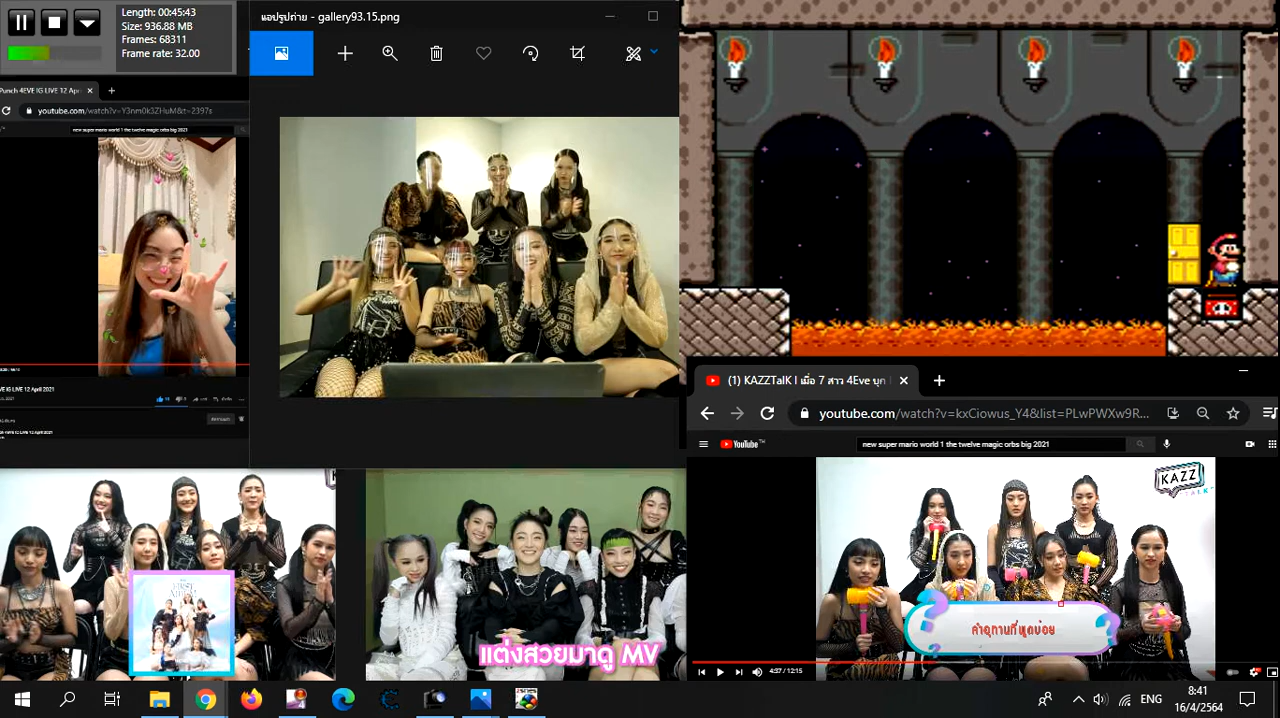 Length: 00:45:43
Size: 936.88 MB
Frames: 68311
Frame rate: 32.00
แอปรูปถ่าย - gallery93.15.png
Punch 4EVE IG LIVE 12 Apri
youtube.com/watch?v=Y3nm0k3ZHuM&t=2397s
new super mario world 1 the twelve magic orbs big 2021
E IG LIVE 12 April 2021
(1) KAZZTalK l เมื่อ 7 สาว 4Eve บุก
youtube.com/watch?v=kxCiowus_Y4&list=PLwPWXw9R...
YouTube TH
new super mario world 1 the twelve magic orbs big 2021
KAZZ
TALK
คำอุทานที่พูดบ่อย
4:37 / 12:15
แต่งสวยมาดู MV
ENG
8:41
16/4/2564